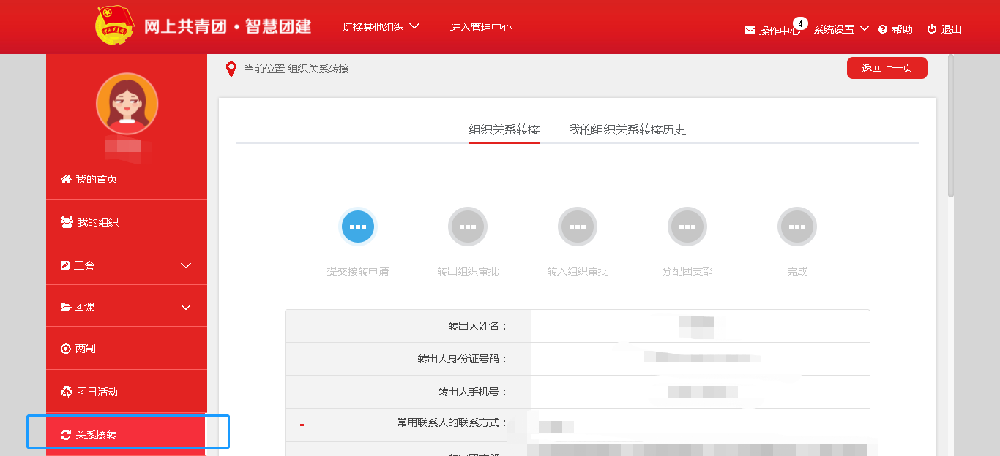 网上共青团·智慧团建
切换其他组织
进入管理中心
操作中心
4
系统设置
帮助
退出
当前位置:组织关系转接
返回上一页
我的首页
我的组织
三会
团课
两制
团日活动
关系接转
组织关系转接
我的组织关系转接历史
提交接转申请
转出组织审批
转入组织审批
分配团支部
完成
转出人姓名：
转出人身份证号码：
转出人手机号：
* 常用联系人的联系方式：